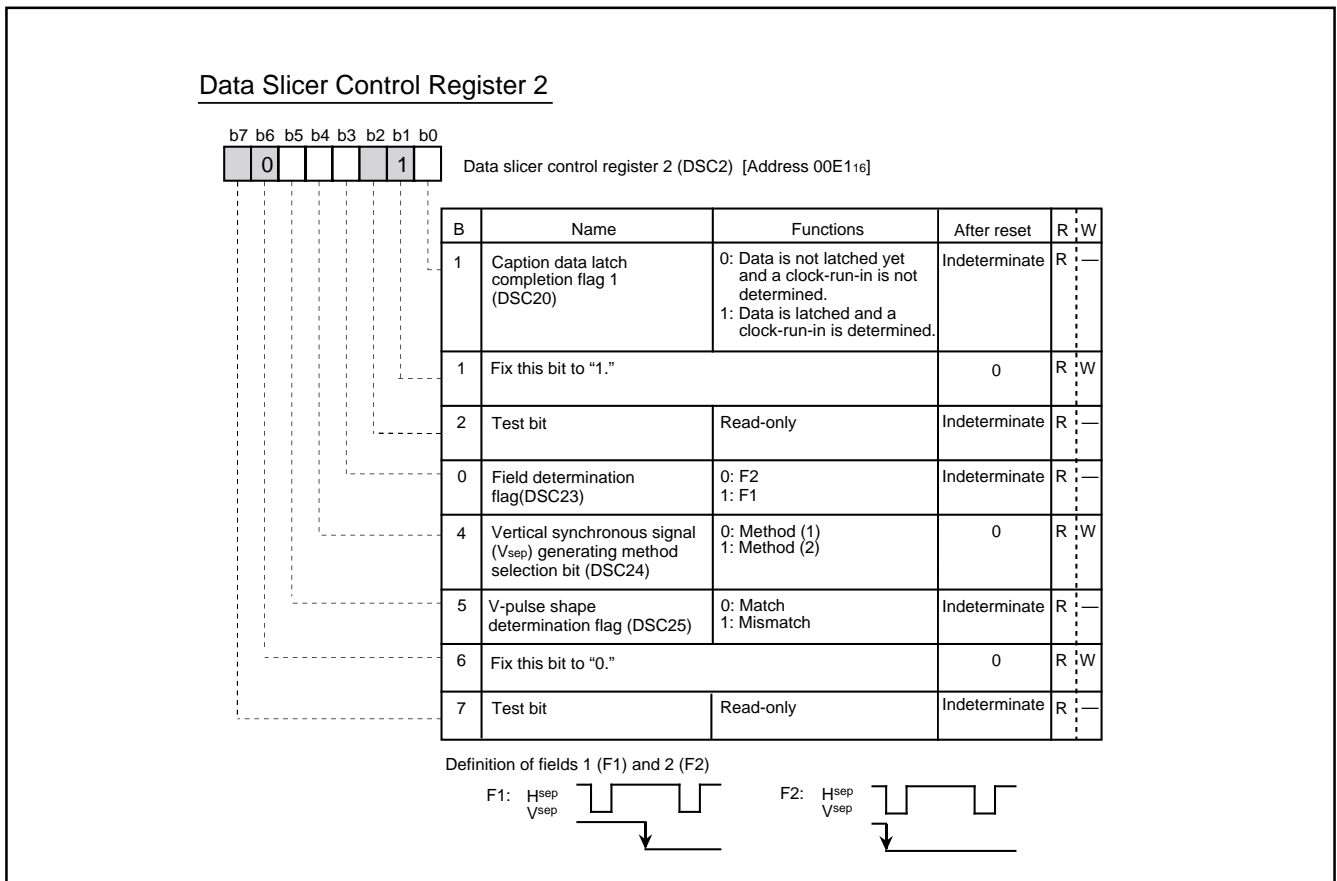 Data Slicer Control Register 2
b7 b6 b5 b4 b3 b2 b1 b0
0 1
Data slicer control register 2 (DSC2) [Address 00E116]
B Name Functions After reset R W
1 Caption data latch completion flag 1 (DSC20) 0: Data is not latched yet and a clock-run-in is not determined. 1: Data is latched and a clock-run-in is determined. Indeterminate R —
1 Fix this bit to “1.” 0 R W
2 Test bit Read-only Indeterminate R —
0 Field determination flag(DSC23) 0: F2 1: F1 Indeterminate R —
4 Vertical synchronous signal (Vsep) generating method selection bit (DSC24) 0: Method (1) 1: Method (2) 0 R W
5 V-pulse shape determination flag (DSC25) 0: Match 1: Mismatch Indeterminate R —
6 Fix this bit to “0.” 0 R W
7 Test bit Read-only Indeterminate R —
Definition of fields 1 (F1) and 2 (F2)
F1: Hsep F2: Hsep
Vsep Vsep